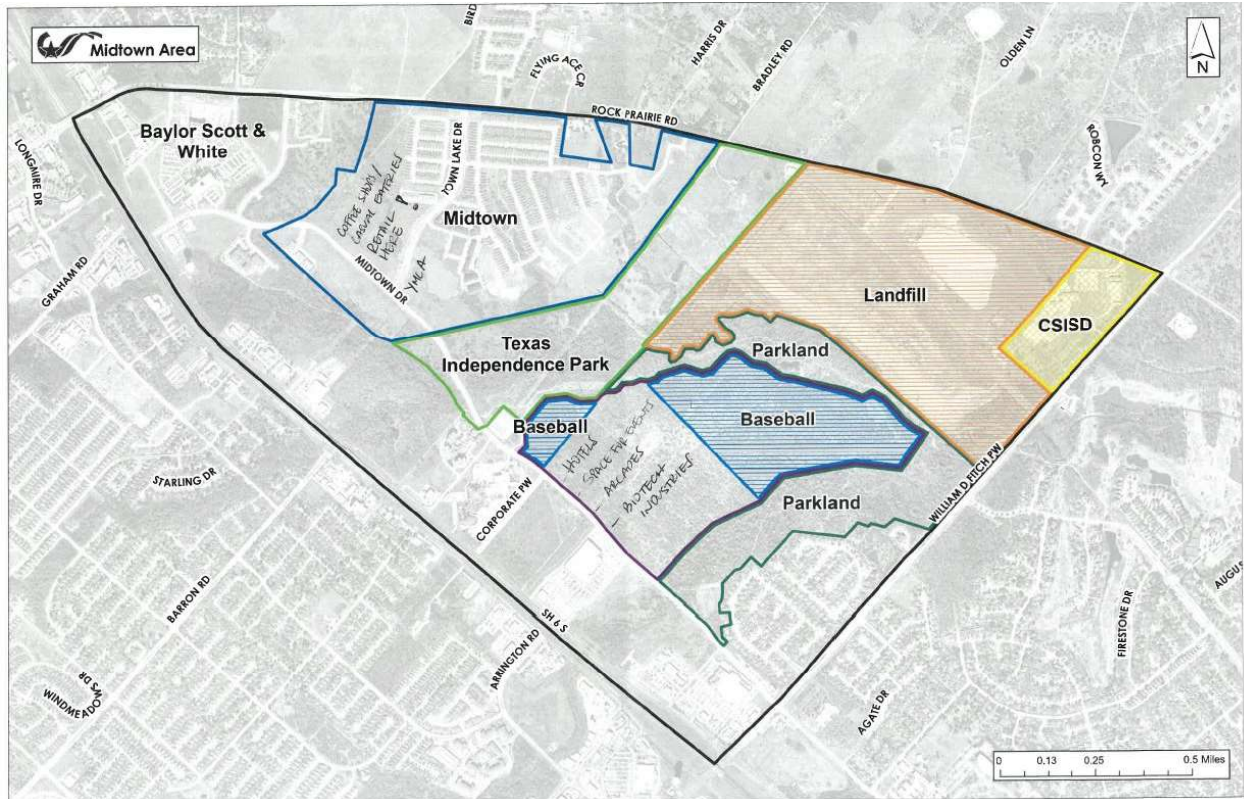 Midtown Area
BIRD
HARRIS DR
BRADLEY RD
OLDEN LN
N
FLYING ACE CR
ROCK PRAIRIE RD
ROBCON WY
LONGMIRE DR
Baylor Scott &
White
TOWN LAKE DR
COFFEE SHOPS/
CASUAL EATERIES
RETAIL
HERE
YMCA
Midtown
MIDTOWN DR
GRAHAM RD
Landfill
CSISD
Texas
Independence Park
Parkland
Baseball
Baseball
HOTELS
- SPACE FOR EVENTS
- ARCADES
- BIOTECH
INDUSTRIES
Parkland
WILLIAM D FITCH PW
STARLING DR
CORPORATE PW
BARRON RD
SH 6 S
ARRINGTON RD
WINDMEADOWS DR
AGATE DR
FIRESTONE DR
AUGUS
0 0.13 0.25 0.5 Miles